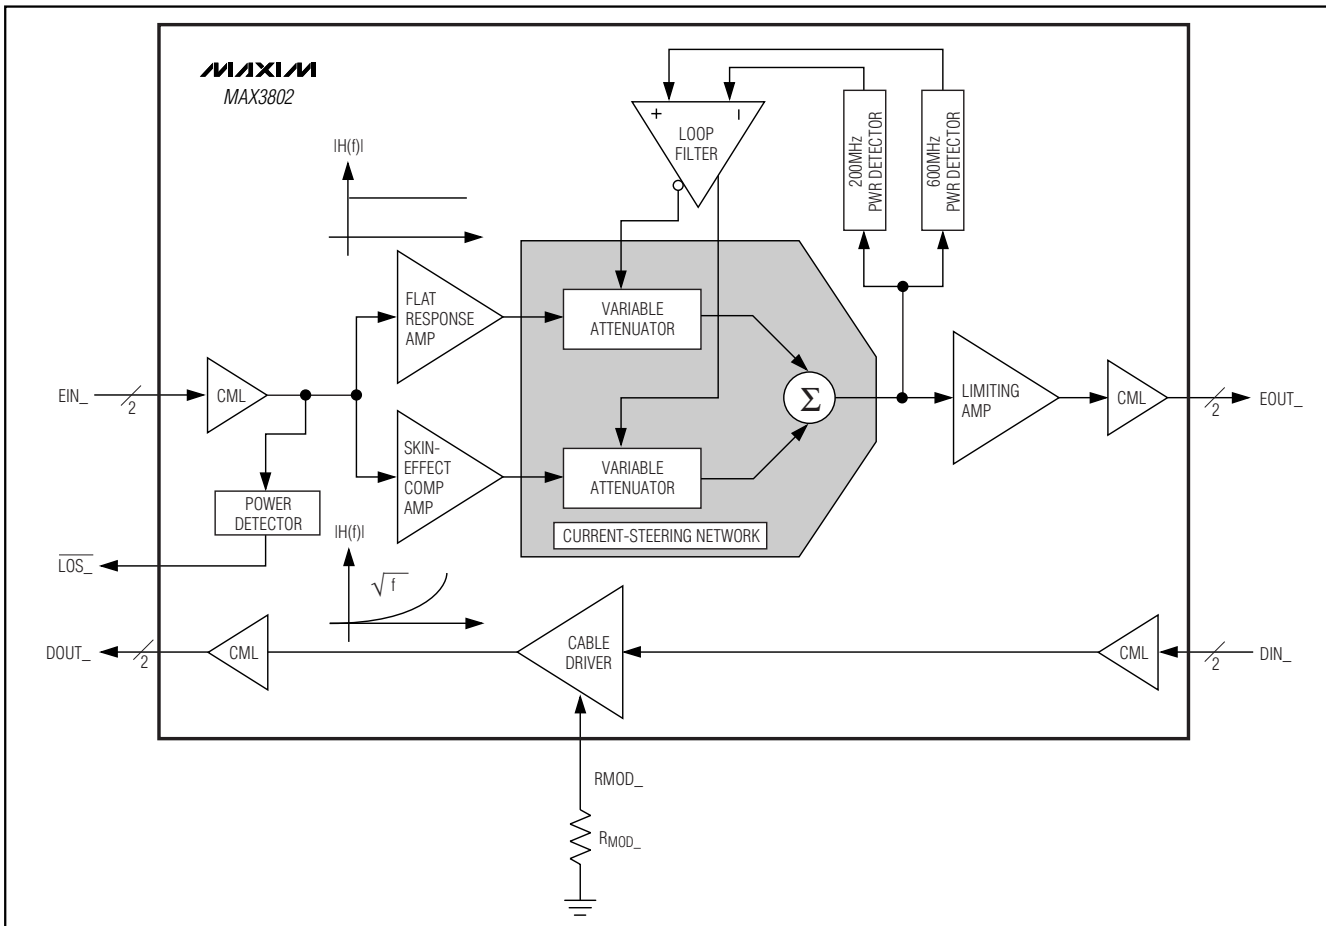 MAXIM
MAX3802
|H(f)|
+
–
LOOP
FILTER
200MHz
PWR DETECTOR
600MHz
PWR DETECTOR
FLAT
RESPONSE
AMP
VARIABLE
ATTENUATOR
EIN_
2
CML
Σ
LIMITING
AMP
CML
2
EOUT_
SKIN-
EFFECT
COMP
AMP
VARIABLE
ATTENUATOR
POWER
DETECTOR
CURRENT-STEERING NETWORK
|H(f)|
LOS_
√f
DOUT_
2
CML
CABLE
DRIVER
CML
2
DIN_
RMOD_
RMOD_